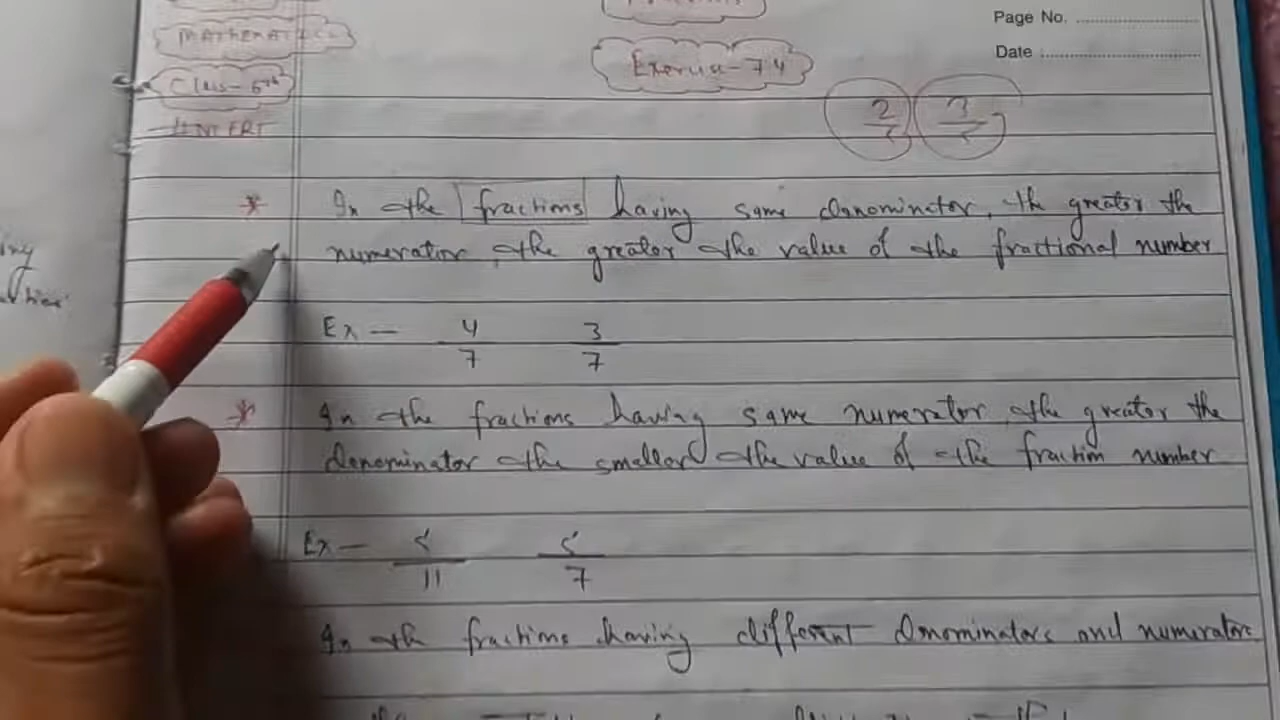 Page No.
Date
MATHEMATICS
Class-6th
NCERT
Exercise-7.4
2 3
* In the fractions having same denominator, the greater the
numerator, the greater the value of the fractional number
Ex — 4/7 3/7
* In the fractions having same numerator, the greater the
denominator the smaller the value of the fraction number
Ex — 5/11 5/7
In the fractions having different denominators and numerators